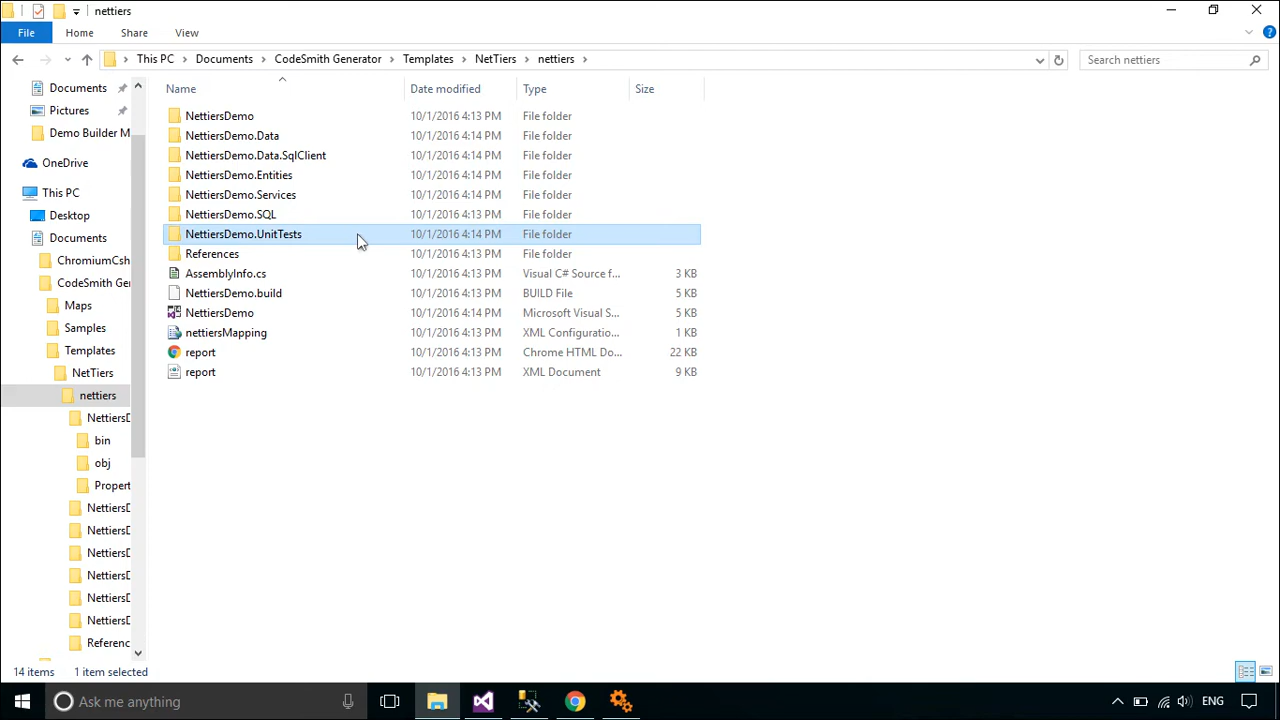 nettiers
File Home Share View
This PC Documents CodeSmith Generator Templates NetTiers nettiers Search nettiers
Name Date modified Type Size
Documents
Pictures
Demo Builder M
OneDrive
This PC
Desktop
Documents
ChromiumCsh
CodeSmith Ger
Maps
Samples
Templates
NetTiers
nettiers
NettiersD
bin
obj
Propert
NettiersD
NettiersD
NettiersD
NettiersD
NettiersD
NettiersD
Referenc
NettiersDemo 10/1/2016 4:13 PM File folder
NettiersDemo.Data 10/1/2016 4:14 PM File folder
NettiersDemo.Data.SqlClient 10/1/2016 4:14 PM File folder
NettiersDemo.Entities 10/1/2016 4:14 PM File folder
NettiersDemo.Services 10/1/2016 4:14 PM File folder
NettiersDemo.SQL 10/1/2016 4:13 PM File folder
NettiersDemo.UnitTests 10/1/2016 4:14 PM File folder
References 10/1/2016 4:13 PM File folder
AssemblyInfo.cs 10/1/2016 4:13 PM Visual C# Source f... 3 KB
NettiersDemo.build 10/1/2016 4:13 PM BUILD File 5 KB
NettiersDemo 10/1/2016 4:14 PM Microsoft Visual S... 5 KB
nettiersMapping 10/1/2016 4:13 PM XML Configuratio... 1 KB
report 10/1/2016 4:13 PM Chrome HTML Do... 22 KB
report 10/1/2016 4:13 PM XML Document 9 KB
14 items 1 item selected
Ask me anything ENG